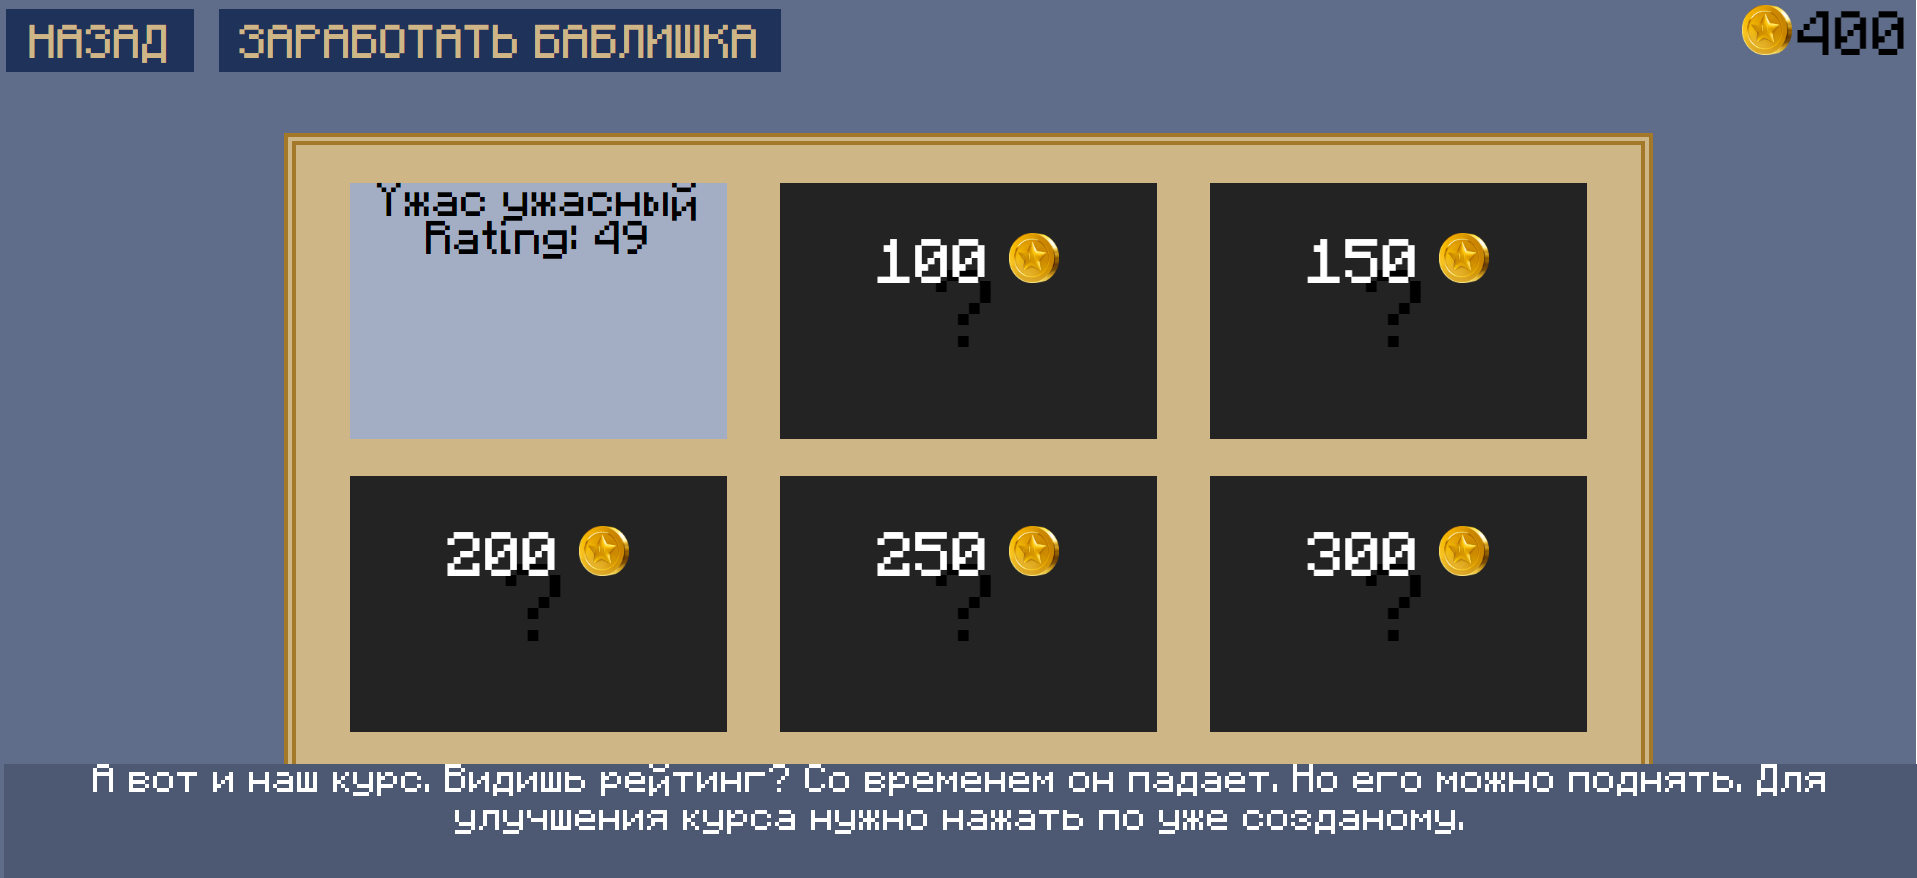 НАЗАД ЗАРАБОТАТЬ БАБЛИШКА 400
Ужас ужасный
Rating: 49
100
?
150
?
200
?
250
?
300
?
А вот и наш курс. Видишь рейтинг? Со временем он падает. Но его можно поднять. Для
улучшения курса нужно нажать по уже созданому.